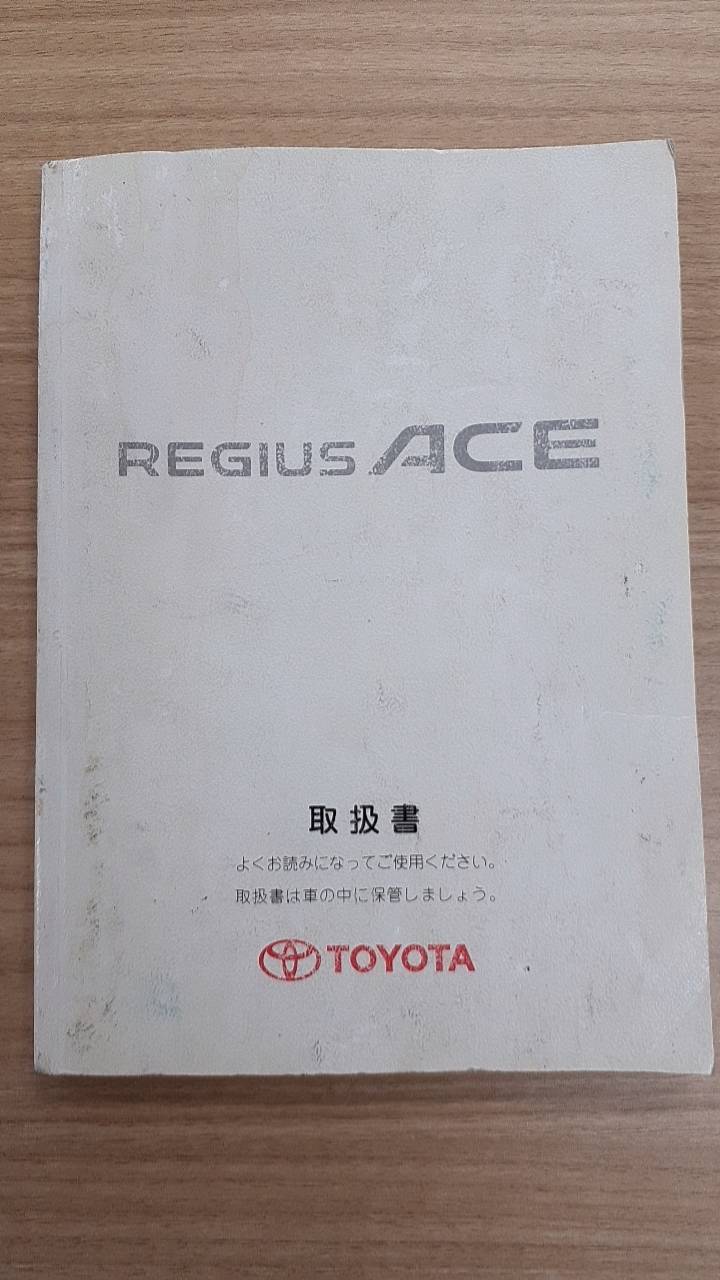 REGIUS ACE
取扱書
よくお読みになってご使用ください。
取扱書は車の中に保管しましょう。
TOYOTA